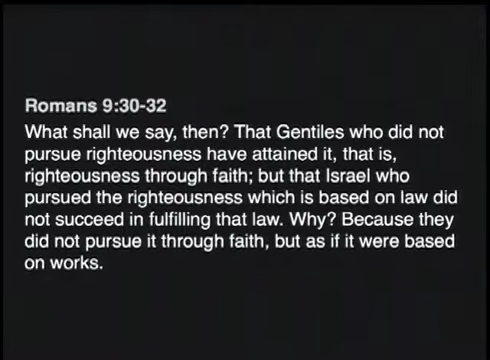 Romans 9:30-32
What shall we say, then? That Gentiles who did not
pursue righteousness have attained it, that is,
righteousness through faith; but that Israel who
pursued the righteousness which is based on law did
not succeed in fulfilling that law. Why? Because they
did not pursue it through faith, but as if it were based
on works.